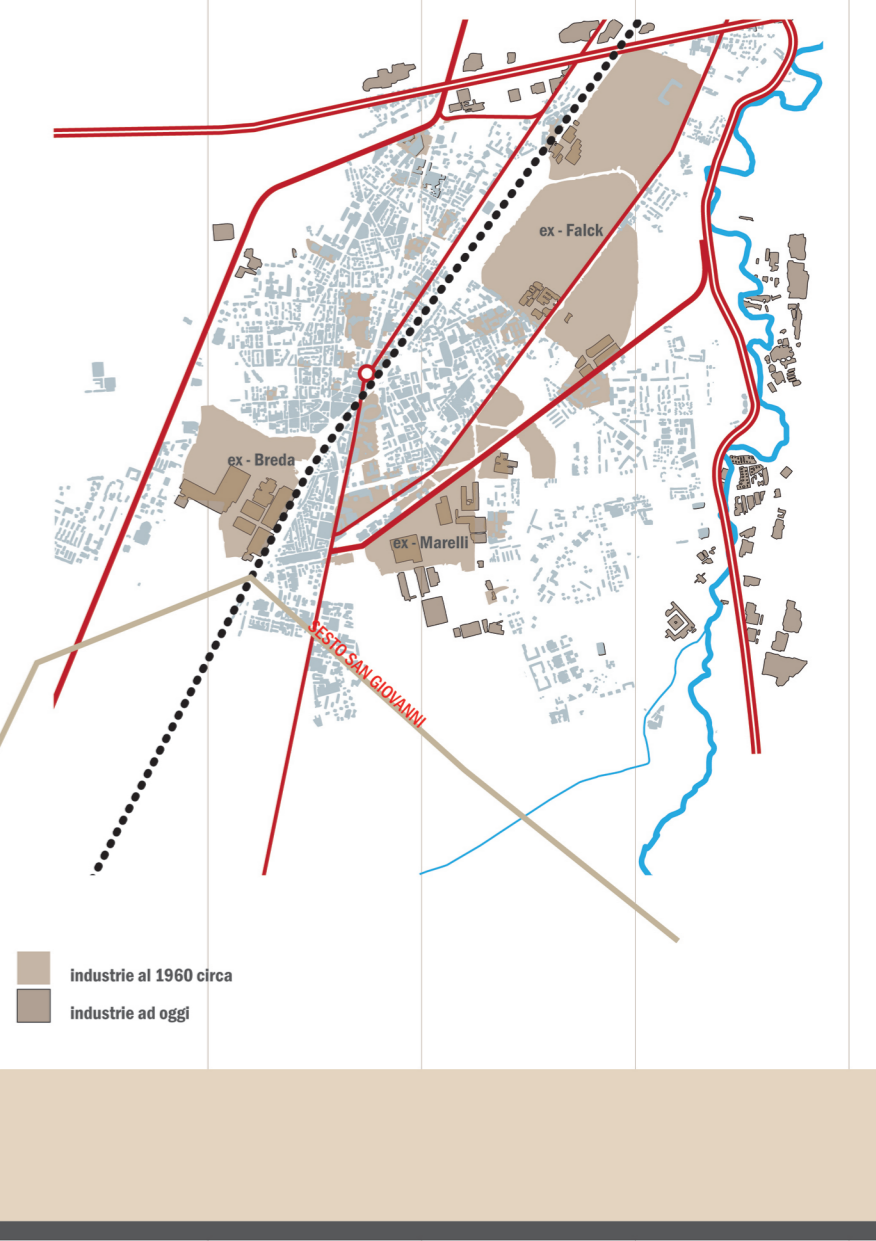 ex - Falck
ex - Breda
ex - Marelli
SESTO SAN GIOVANNI
industrie al 1960 circa
industrie ad oggi